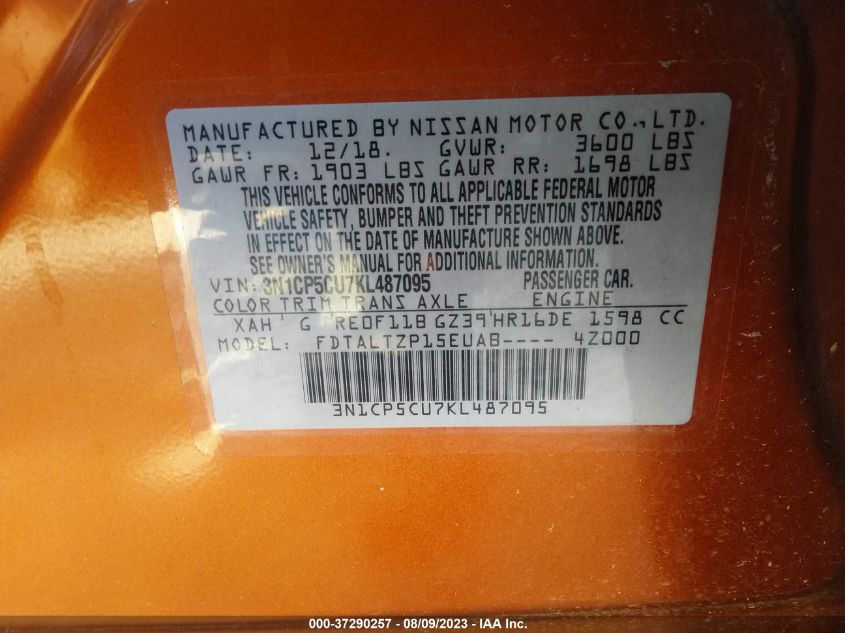 MANUFACTURED BY NISSAN MOTOR CO.,LTD.
DATE: 12/18. GVWR: 3600 LBS
GAWR FR: 1903 LBS GAWR RR: 1698 LBS
THIS VEHICLE CONFORMS TO ALL APPLICABLE FEDERAL MOTOR
VEHICLE SAFETY, BUMPER AND THEFT PREVENTION STANDARDS
IN EFFECT ON THE DATE OF MANUFACTURE SHOWN ABOVE.
SEE OWNER'S MANUAL FOR ADDITIONAL INFORMATION.
VIN: 3N1CP5CU7KL487095 PASSENGER CAR.
COLOR TRIM TRANS AXLE ENGINE
XAH G RE0F11B GZ39 HR16DE 1598 CC
MODEL: FDTALTZP15EUAB---- 4Z000
3N1CP5CU7KL487095
000-37290257 - 08/09/2023 - IAA Inc.